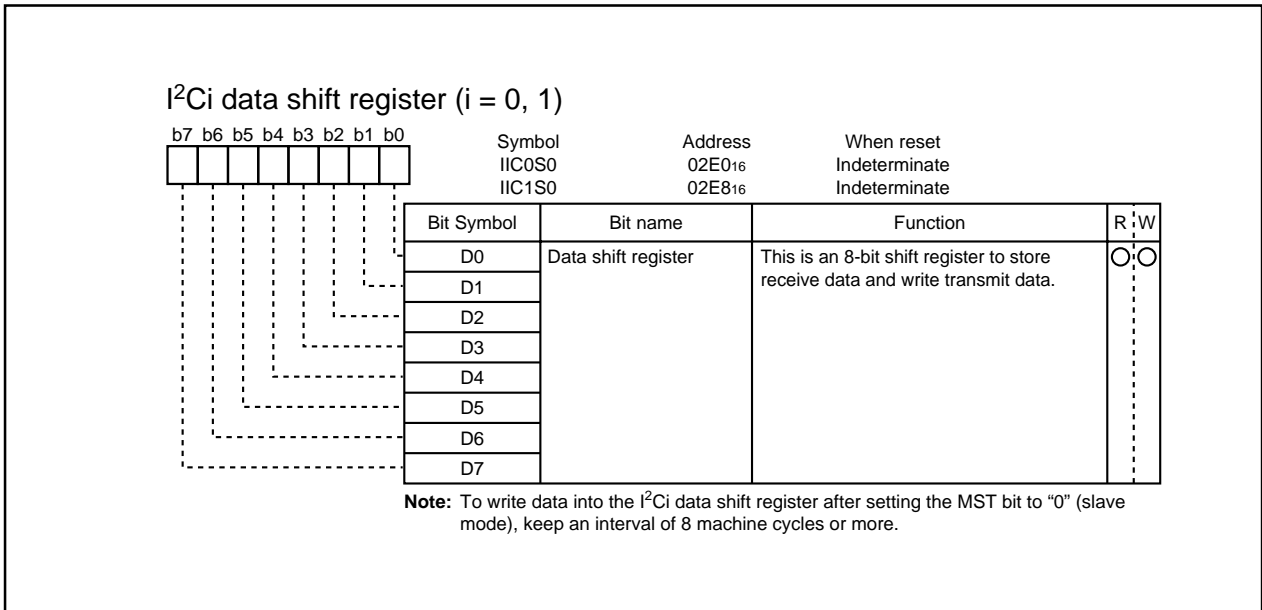 I²Ci data shift register (i = 0, 1)
b7 b6 b5 b4 b3 b2 b1 b0
Symbol Address When reset
IIC0S0 02E0₁₆ Indeterminate
IIC1S0 02E8₁₆ Indeterminate
Bit Symbol Bit name Function R W
D0 Data shift register This is an 8-bit shift register to store
receive data and write transmit data.
D1
D2
D3
D4
D5
D6
D7
Note: To write data into the I²Ci data shift register after setting the MST bit to “0” (slave
mode), keep an interval of 8 machine cycles or more.